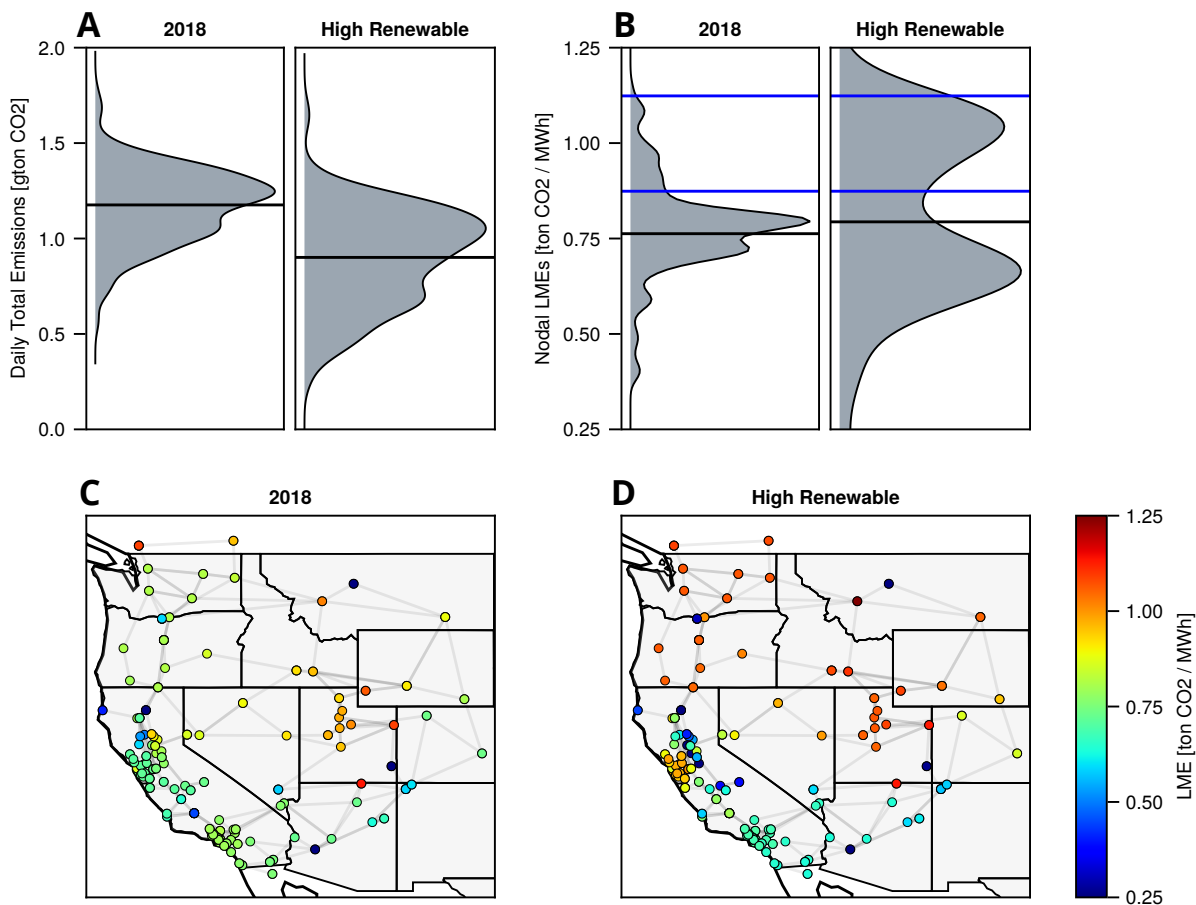 A
2018
High Renewable
Daily Total Emissions [gton CO2]
2.0
1.5
1.0
0.5
0.0
B
2018
High Renewable
Nodal LMEs [ton CO2 / MWh]
1.25
1.00
0.75
0.50
0.25
C
2018
D
High Renewable
1.25
1.00
0.75
0.50
0.25
LME [ton CO2 / MWh]